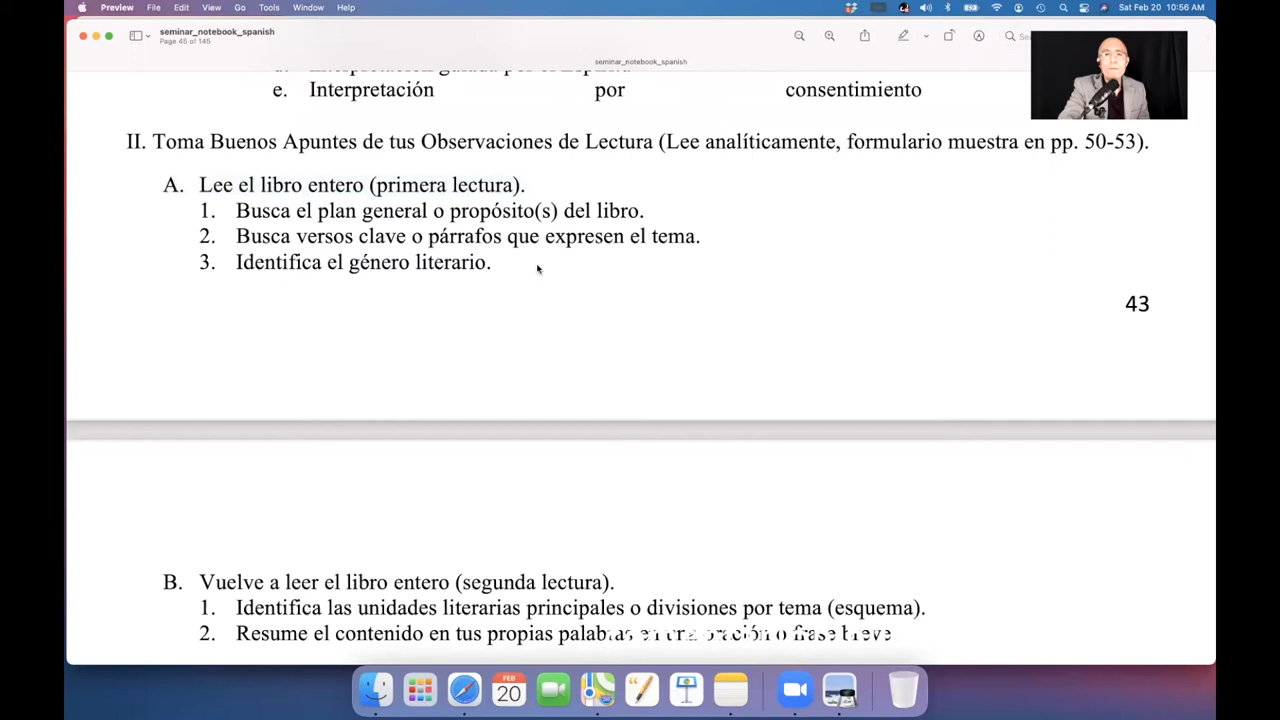 Preview File Edit View Go Tools Window Help Sat Feb 20 10:56 AM
seminar_notebook_spanish
Page 45 of 145
seminar_notebook_spanish
e. Interpretación por consentimiento
II. Toma Buenos Apuntes de tus Observaciones de Lectura (Lee analíticamente, formulario muestra en pp. 50-53).
A. Lee el libro entero (primera lectura).
1. Busca el plan general o propósito(s) del libro.
2. Busca versos clave o párrafos que expresen el tema.
3. Identifica el género literario.
43
B. Vuelve a leer el libro entero (segunda lectura).
1. Identifica las unidades literarias principales o divisiones por tema (esquema).
2. Resume el contenido en tus propias
FEB
20